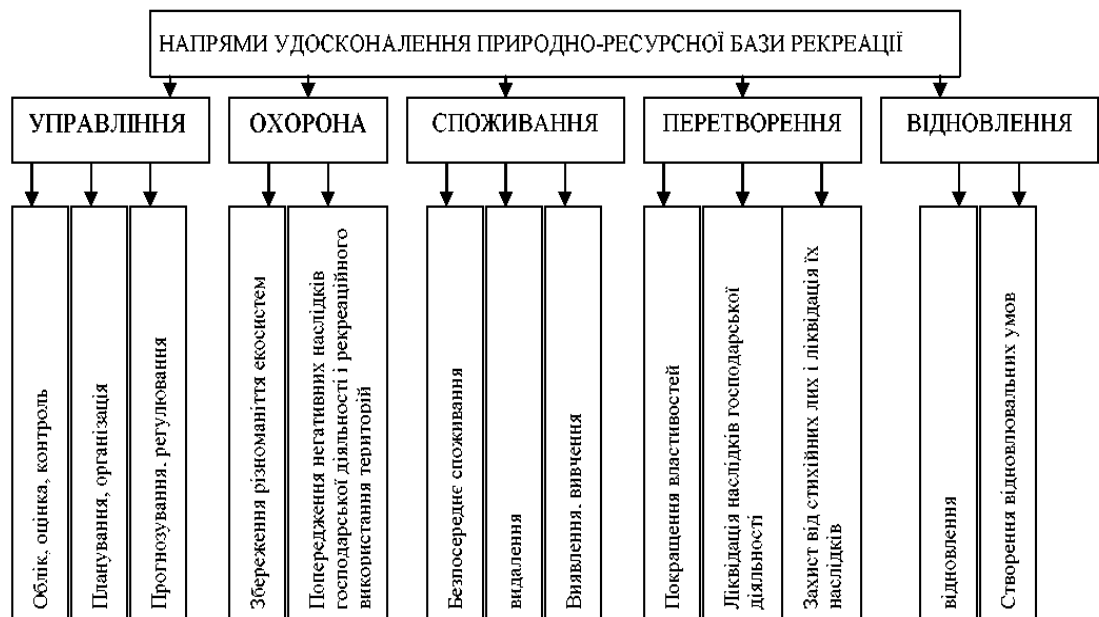 НАПРЯМИ УДОСКОНАЛЕННЯ ПРИРОДНО-РЕСУРСНОЇ БАЗИ РЕКРЕАЦІЇ
УПРАВЛІННЯ
ОХОРОНА
СПОЖИВАННЯ
ПЕРЕТВОРЕННЯ
ВІДНОВЛЕННЯ
Облік, оцінка, контроль
Планування, організація
Прогнозування. регулювання
Збереження різноманіття екосистем
Попередження негативних наслідків
господарської діяльності і рекреаційного
використання територій
Безпосереднє споживання
видалення
Виявлення. вивчення
Покращення властивостей
Ліквідація наслідків господарської
діяльності
Захист від стихійних лих і ліквідація їх
наслідків
відновлення
Створення відновлювальних умов